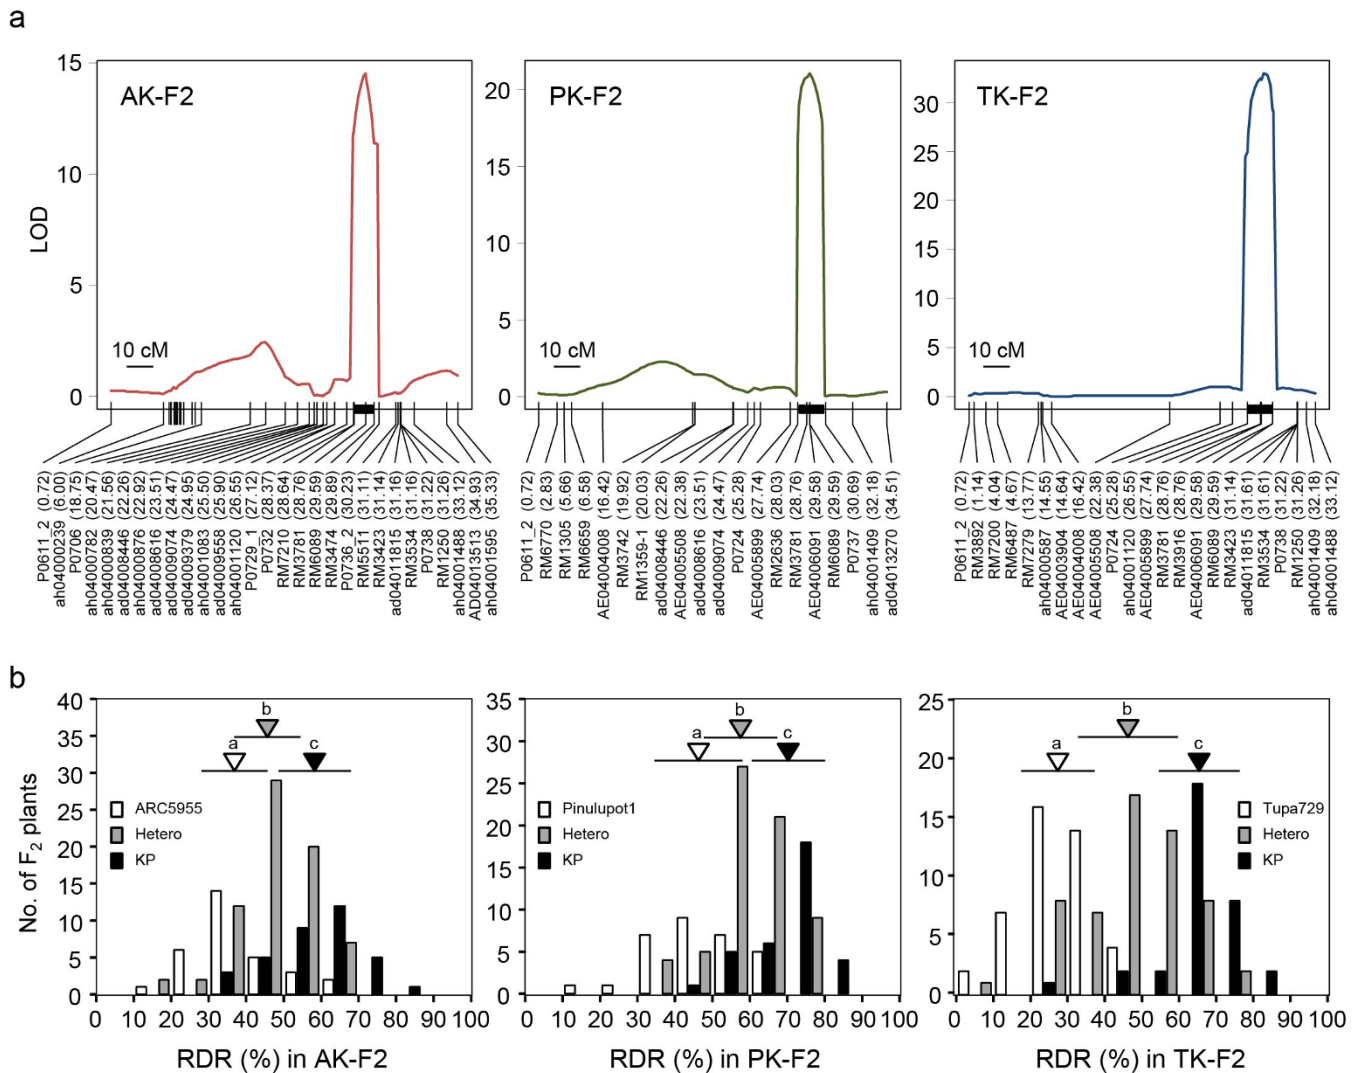 a
AK-F2
PK-F2
TK-F2
LOD
15
10
5
0
20
15
10
5
0
30
25
20
15
10
5
0
10 cM
10 cM
10 cM
P0611_2 (0.72)
ah04000239 (6.00)
P0706 (18.75)
ah04000782 (20.47)
ah04000839 (21.56)
ad04008446 (22.26)
ah04000876 (22.92)
ad04008616 (23.51)
ad04009074 (24.47)
ad04009379 (24.95)
ah04001083 (25.50)
ad04009558 (25.90)
ah04001120 (26.55)
P0729_1 (27.12)
P0732 (28.37)
RM7210 (28.64)
RM3781 (28.76)
RM6089 (29.59)
RM3474 (29.89)
P0736_2 (30.23)
RM5511 (31.11)
RM3423 (31.14)
ad04011815 (31.16)
RM3534 (31.16)
P0738 (31.22)
RM1250 (31.26)
ah04001488 (33.12)
AD04013513 (34.93)
ah04001595 (35.33)
P0611_2 (0.72)
RM6770 (2.83)
RM1305 (5.66)
RM6659 (6.58)
AE04004008 (16.42)
RM3742 (19.92)
RM1359-1 (20.03)
ad04008446 (22.26)
AE04005508 (22.38)
ad04008616 (23.51)
ad04009074 (24.47)
P0724 (25.28)
AE04005899 (27.74)
RM2636 (28.03)
RM3781 (28.76)
AE04006091 (29.58)
RM6089 (29.59)
P0737 (30.69)
ah04001409 (32.18)
ad04013270 (34.51)
P0611_2 (0.72)
RM3892 (1.14)
RM7200 (4.04)
RM6487 (4.67)
RM7279 (13.77)
ah04000587 (14.55)
AE04003904 (15.64)
AE04004008 (16.42)
AE04005508 (22.38)
P0724 (25.28)
ah04001120 (26.55)
AE04005899 (27.74)
RM3781 (28.76)
RM3916 (28.76)
AE04006091 (29.58)
RM6089 (29.59)
RM3423 (31.14)
ad04011815 (31.61)
RM3534 (31.61)
P0738 (31.22)
RM1250 (31.26)
ah04001409 (32.18)
ah04001488 (33.12)
b
No. of F2 plants
40
35
30
25
20
15
10
5
0
a
b
c
ARC5955
Hetero
KP
0 10 20 30 40 50 60 70 80 90 100
RDR (%) in AK-F2
35
30
25
20
15
10
5
0
a
b
c
Pinulupot1
Hetero
KP
0 10 20 30 40 50 60 70 80 90 100
RDR (%) in PK-F2
25
20
15
10
5
0
a
b
c
Tupa729
Hetero
KP
0 10 20 30 40 50 60 70 80 90 100
RDR (%) in TK-F2